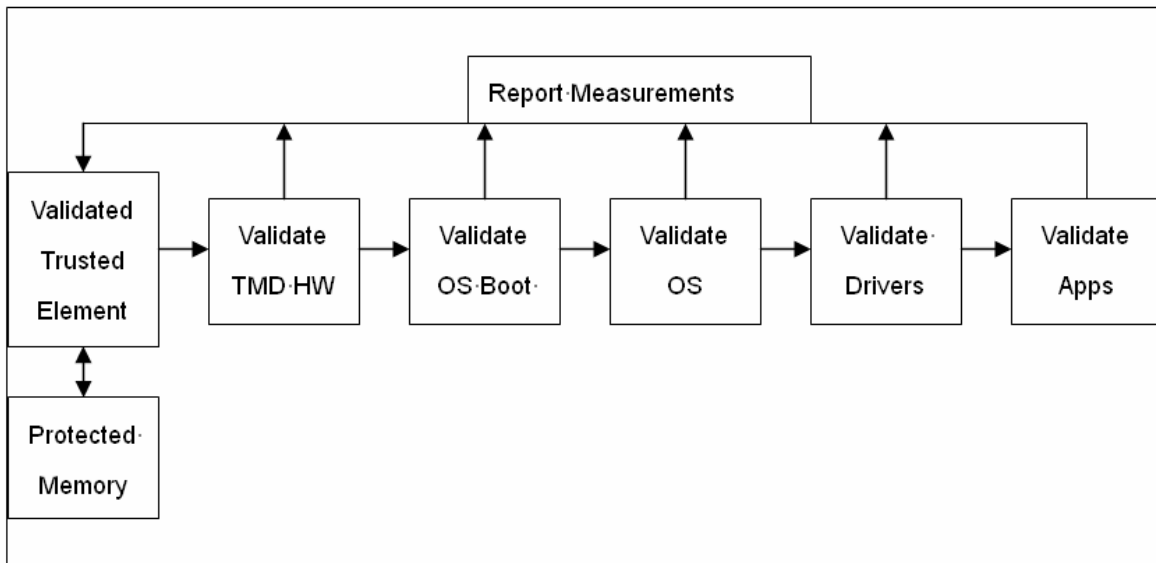 Report Measurements
Validated
Trusted
Element
Validate
TMD HW
Validate
OS Boot
Validate
OS
Validate
Drivers
Validate
Apps
Protected
Memory